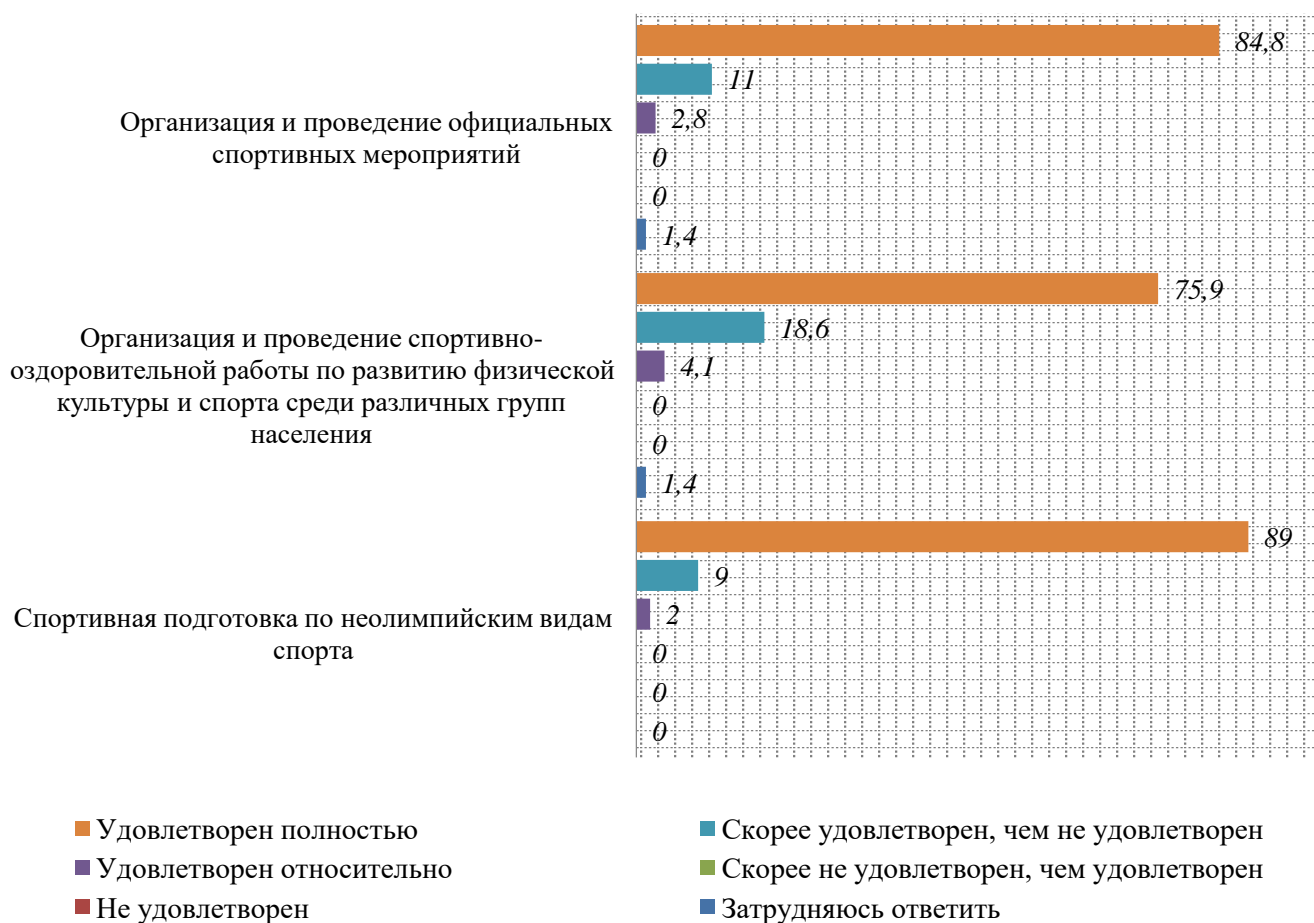 84,8
11
2,8
0
0
1,4
Организация и проведение официальных
спортивных мероприятий
75,9
18,6
4,1
0
0
1,4
Организация и проведение спортивно-
оздоровительной работы по развитию физической
культуры и спорта среди различных групп
населения
89
9
2
0
0
0
Спортивная подготовка по неолимпийским видам
спорта
Удовлетворен полностью
Скорее удовлетворен, чем не удовлетворен
Удовлетворен относительно
Скорее не удовлетворен, чем удовлетворен
Не удовлетворен
Затрудняюсь ответить